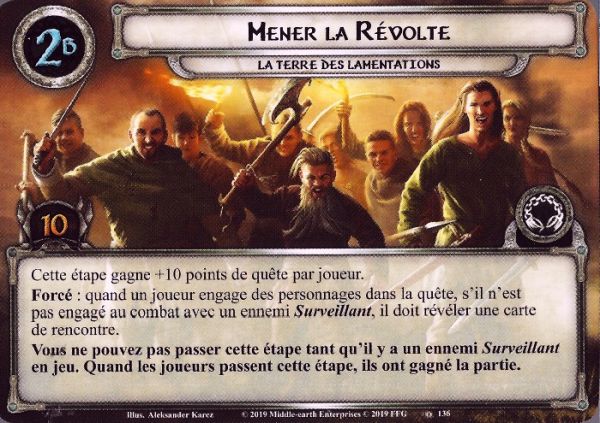 2B
MENER LA RÉVOLTE
LA TERRE DES LAMENTATIONS
10
Cette étape gagne +10 points de quête par joueur.
Forcé : quand un joueur engage des personnages dans la quête, s'il n'est
pas engagé au combat avec un ennemi Surveillant, il doit révéler une carte
de rencontre.
Vous ne pouvez pas passer cette étape tant qu'il y a un ennemi Surveillant
en jeu. Quand les joueurs passent cette étape, ils ont gagné la partie.
Illus. Aleksander Karcz © 2019 Middle-earth Enterprises © 2019 FFG 136